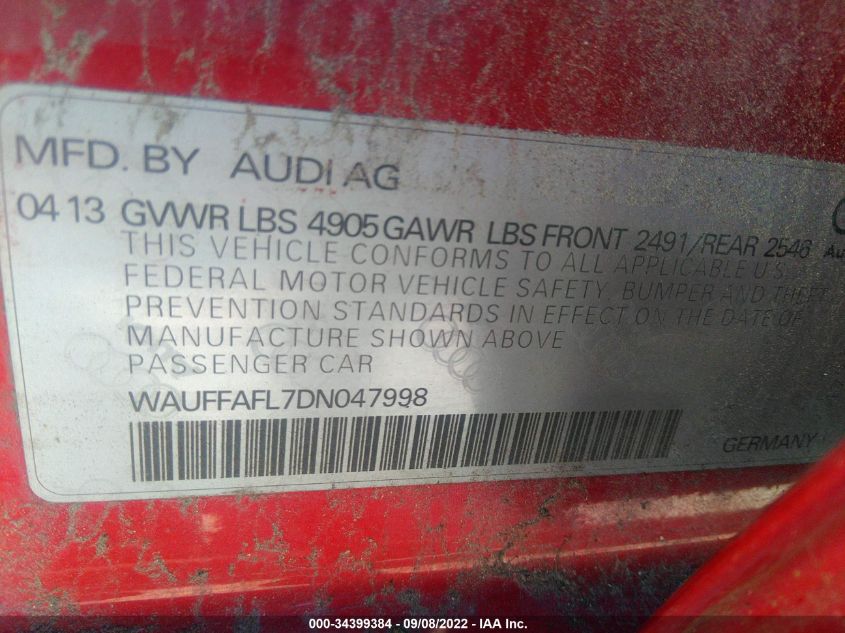 MFD. BY AUDI AG
04 13 GVWR LBS 4905 GAWR LBS FRONT 2491/REAR 2546
THIS VEHICLE CONFORMS TO ALL APPLICABLE U.S.
FEDERAL MOTOR VEHICLE SAFETY, BUMPER AND THEFT
PREVENTION STANDARDS IN EFFECT ON THE DATE OF
MANUFACTURE SHOWN ABOVE
PASSENGER CAR
WAUFFAFL7DN047998
GERMANY
000-34399384 / 09/08/2022 - IAA Inc.